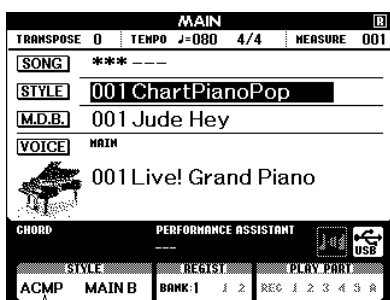 MAIN R
TRANSPOSE 0 TEMPO ♩=080 4/4 MEASURE 001
SONG *** ---
STYLE 001 ChartPianoPop
M.D.B. 001 Jude Hey
VOICE MAIN
001 Live! Grand Piano
CHORD PERFORMANCE ASSISTANT
---
USB
STYLE REGIST PLAY PART
ACMP MAIN B BANK:1 1 2 REC 1 2 3 4 5 A